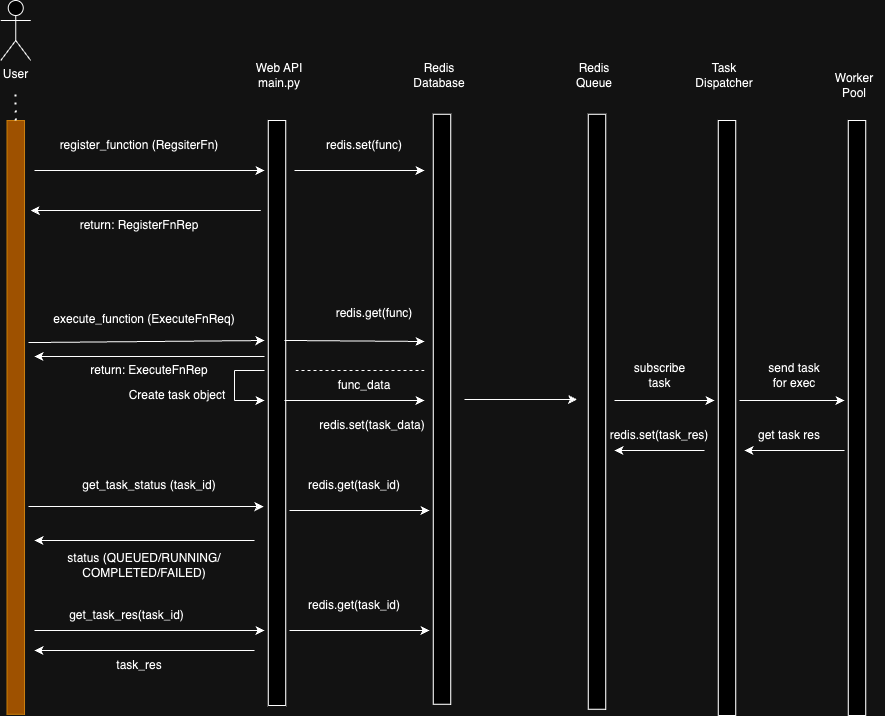 User
Web API
main.py
Redis
Database
Redis
Queue
Task
Dispatcher
Worker
Pool
register_function (RegsiterFn)
redis.set(func)
return: RegisterFnRep
execute_function (ExecuteFnReq)
redis.get(func)
return: ExecuteFnRep
func_data
Create task object
redis.set(task_data)
subscribe
task
send task
for exec
redis.set(task_res)
get task res
get_task_status (task_id)
redis.get(task_id)
status (QUEUED/RUNNING/
COMPLETED/FAILED)
get_task_res(task_id)
redis.get(task_id)
task_res